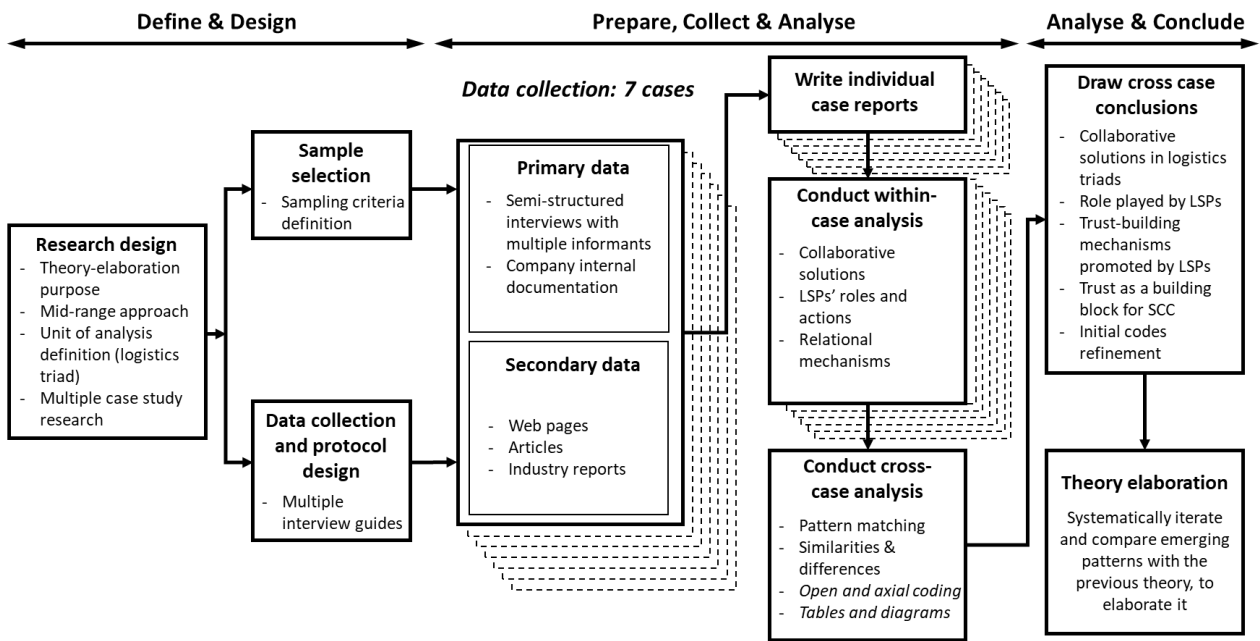 Define & Design
Prepare, Collect & Analyse
Analyse & Conclude
Data collection: 7 cases
Research design
- Theory-elaboration
purpose
- Mid-range approach
- Unit of analysis
definition (logistics
triad)
- Multiple case study
research
Sample
selection
- Sampling criteria
definition
Data collection
and protocol
design
- Multiple
interview guides
Primary data
- Semi-structured
interviews with
multiple informants
- Company internal
documentation
Secondary data
- Web pages
- Articles
- Industry reports
Write individual
case reports
Conduct within-
case analysis
- Collaborative
solutions
- LSPs’ roles and
actions
- Relational
mechanisms
Conduct cross-
case analysis
- Pattern matching
- Similarities &
differences
- Open and axial coding
- Tables and diagrams
Draw cross case
conclusions
- Collaborative
solutions in logistics
triads
- Role played by LSPs
- Trust-building
mechanisms
promoted by LSPs
- Trust as a building
block for SCC
- Initial codes
refinement
Theory elaboration
Systematically iterate
and compare emerging
patterns with the
previous theory, to
elaborate it